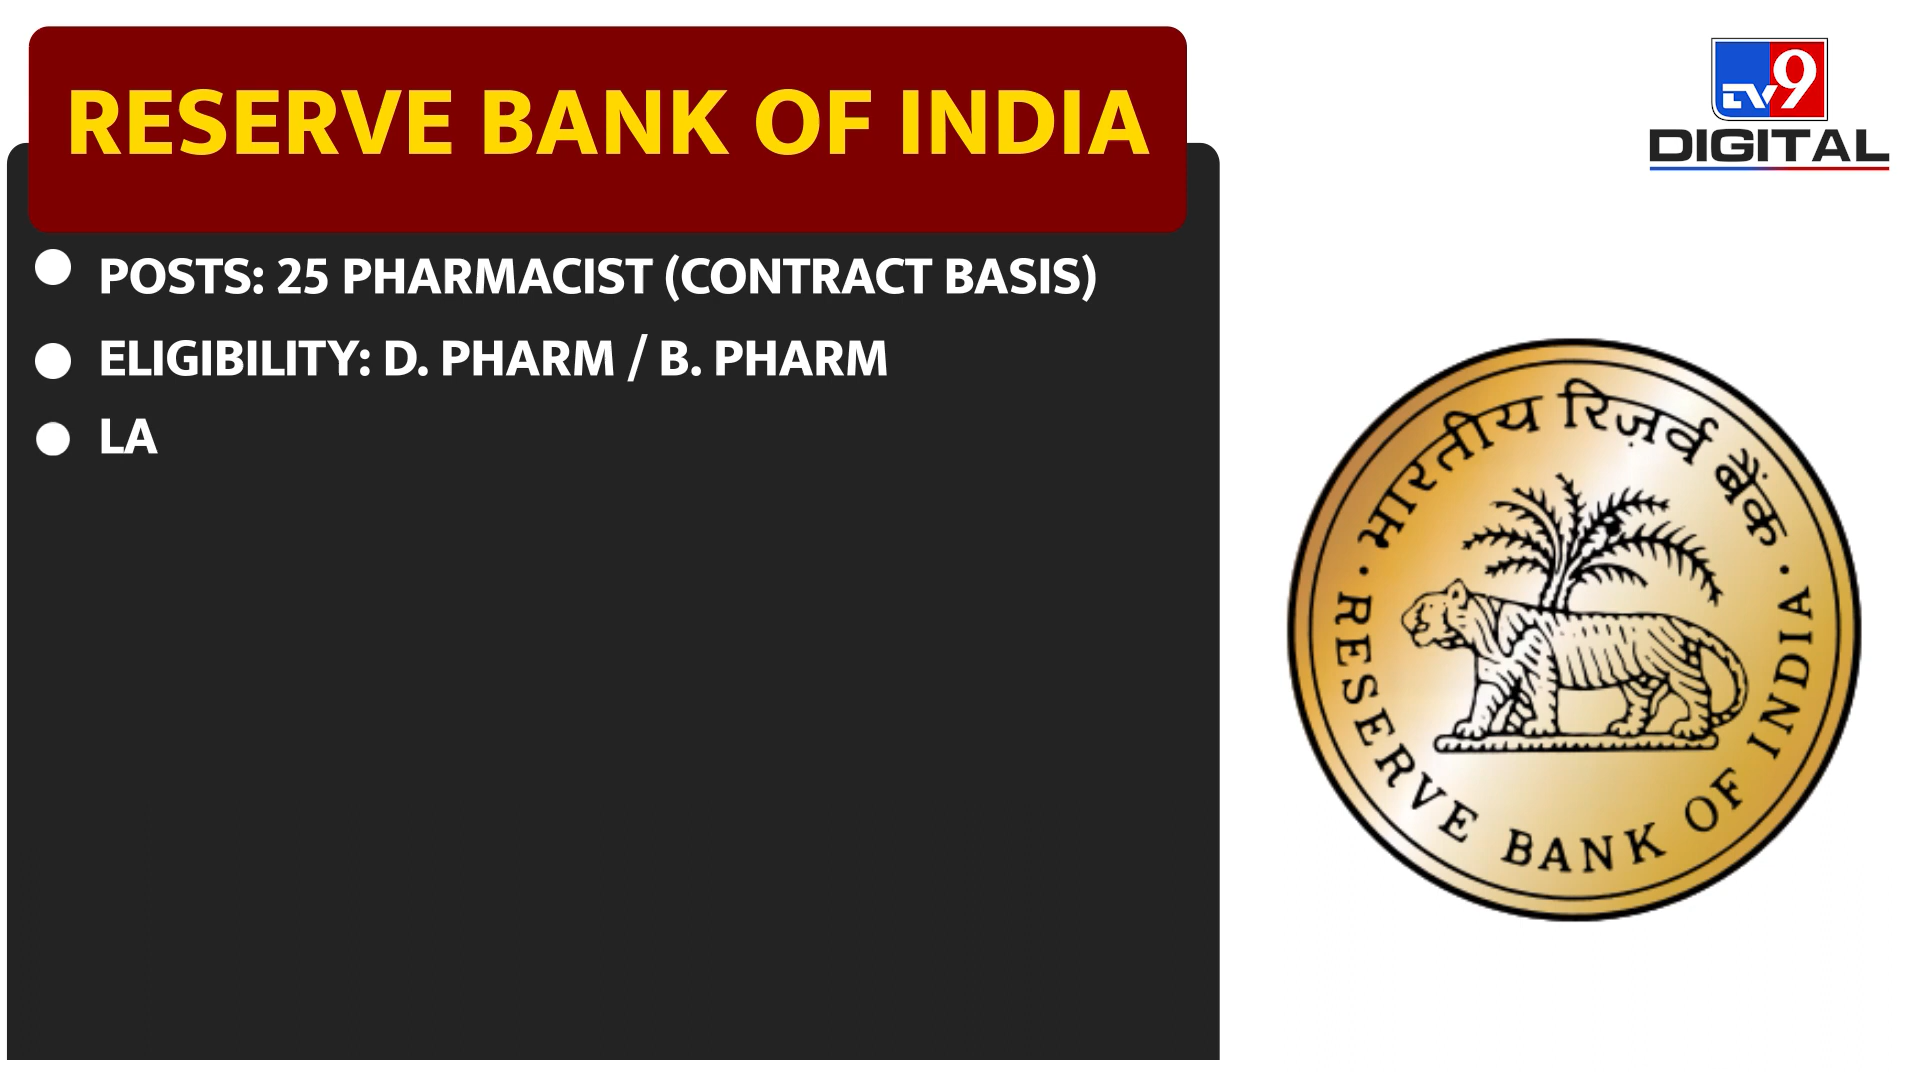 RESERVE BANK OF INDIA
TV9
DIGITAL
POSTS: 25 PHARMACIST (CONTRACT BASIS)
ELIGIBILITY: D. PHARM / B. PHARM
LA
भारतीय रिज़र्व बैंक
RESERVE BANK OF INDIA